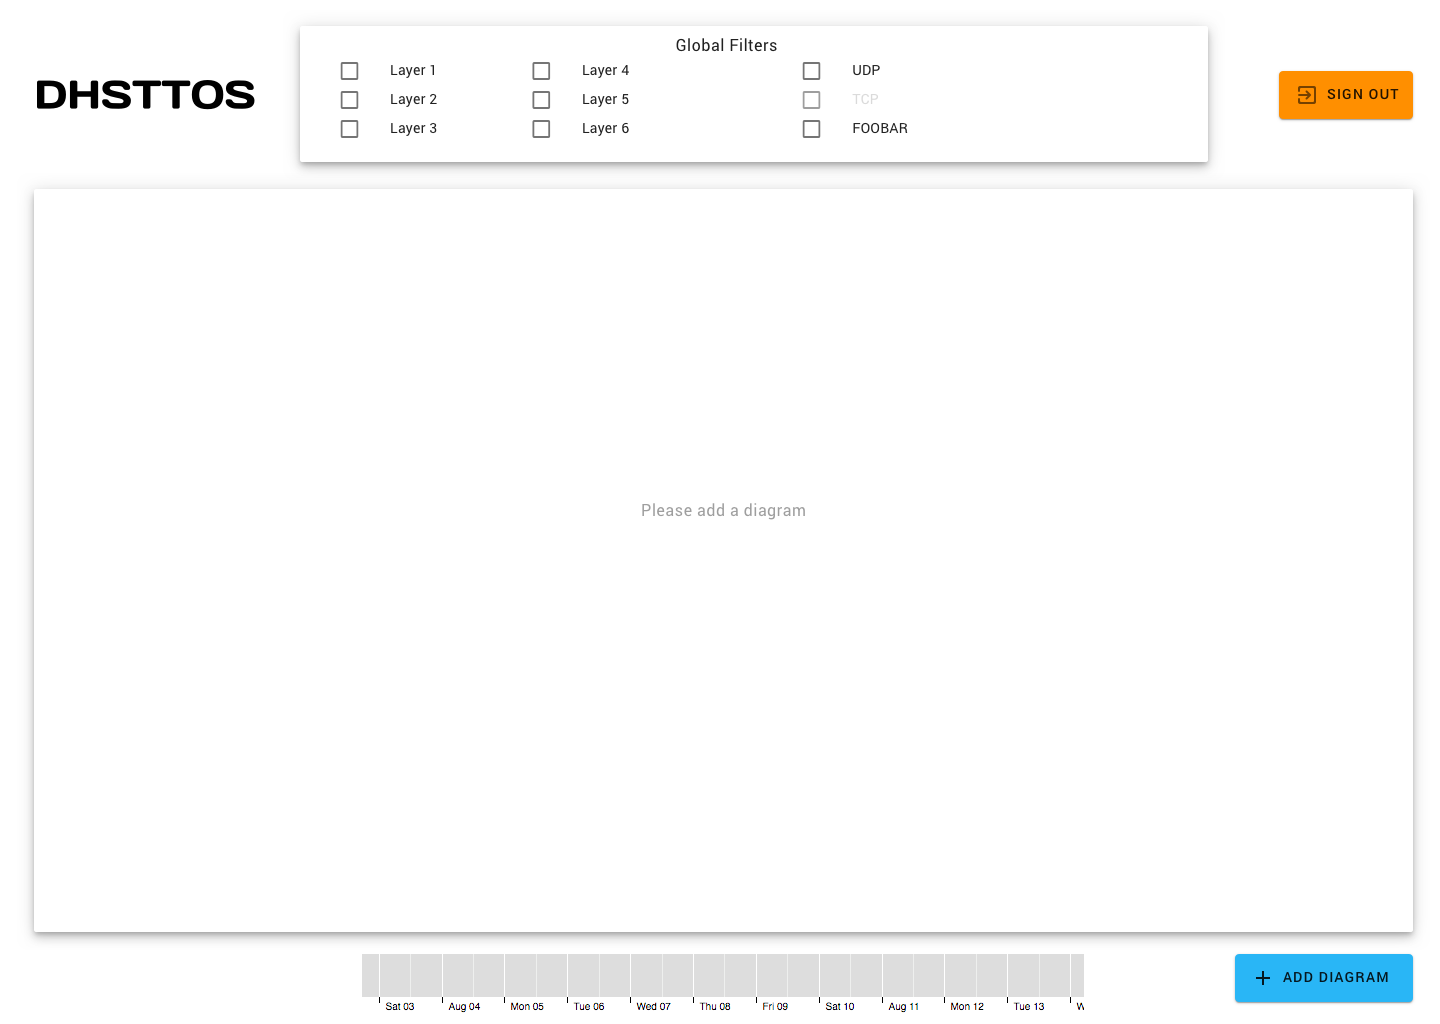 Global Filters
DHSTTOS
Layer 1 Layer 4 UDP
Layer 2 Layer 5 TCP
Layer 3 Layer 6 FOOBAR
SIGN OUT
Please add a diagram
ADD DIAGRAM
Sat 03 Aug 04 Mon 05 Tue 06 Wed 07 Thu 08 Fri 09 Sat 10 Aug 11 Mon 12 Tue 13